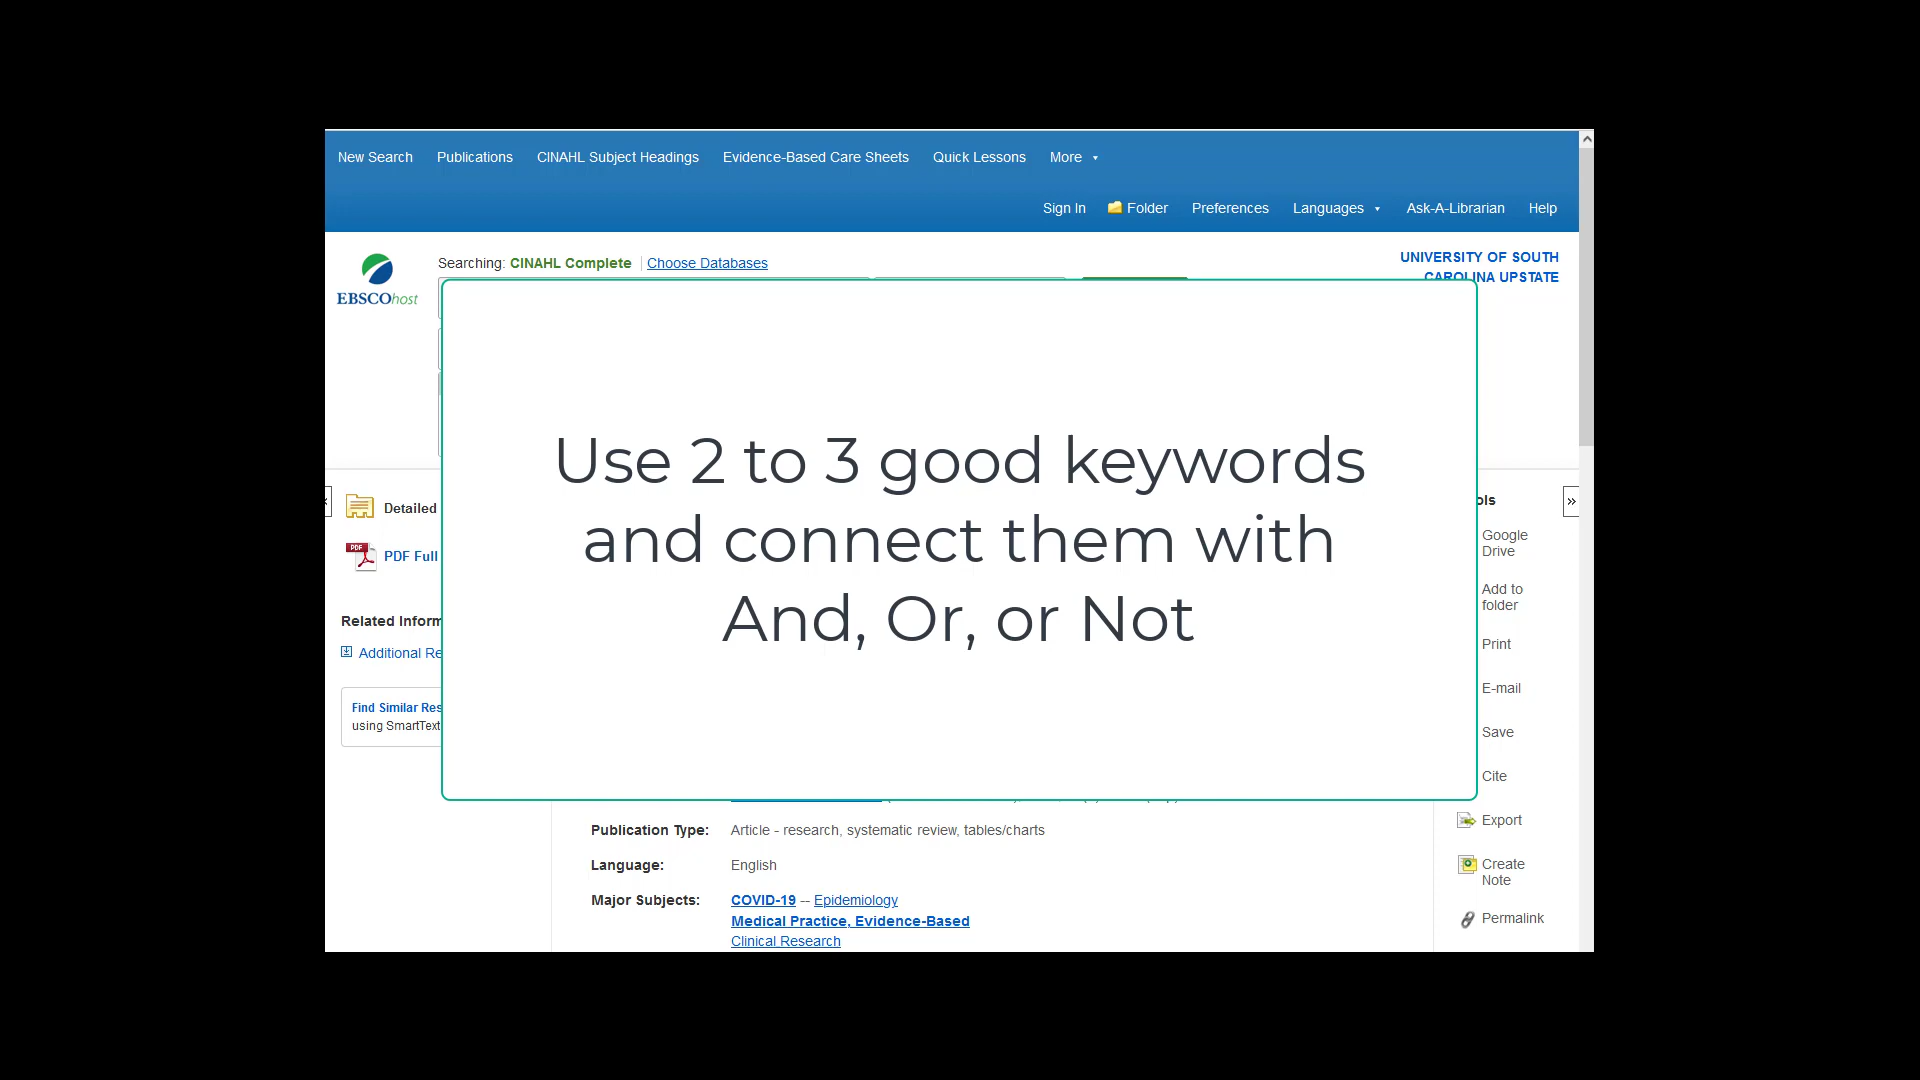 New Search Publications CINAHL Subject Headings Evidence-Based Care Sheets Quick Lessons More
Sign In Folder Preferences Languages Ask-A-Librarian Help
EBSCOhost
Searching: CINAHL Complete Choose Databases
UNIVERSITY OF SOUTH
CAROLINA UPSTATE
Use 2 to 3 good keywords
and connect them with
And, Or, or Not
Detailed
PDF Full
Related Inform
Additional Re
Find Similar Res
using SmartText
ols
Google
Drive
Add to
folder
Print
E-mail
Save
Cite
Export
Create
Note
Permalink
Publication Type: Article - research, systematic review, tables/charts
Language: English
Major Subjects: COVID-19 -- Epidemiology
Medical Practice, Evidence-Based
Clinical Research